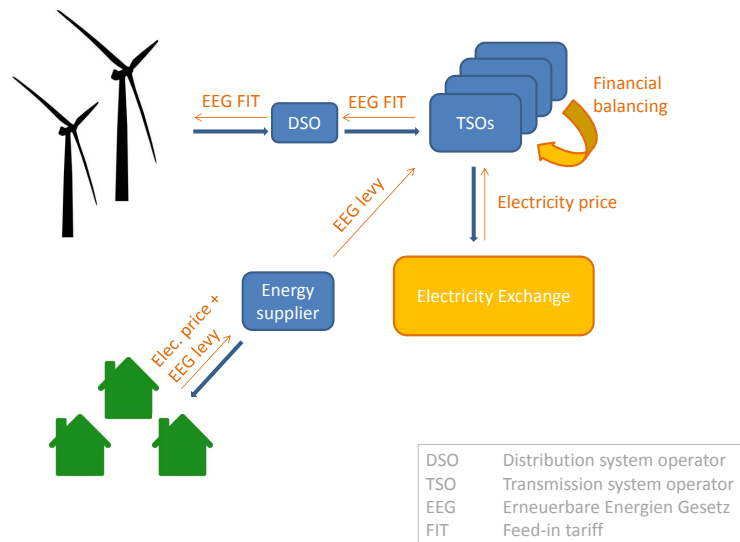 EEG FIT
DSO
EEG FIT
TSOs
Financial
balancing
EEG levy
Electricity price
Energy
supplier
Electricity Exchange
Elec. price +
EEG levy
DSO Distribution system operator
TSO Transmission system operator
EEG Erneuerbare Energien Gesetz
FIT Feed-in tariff